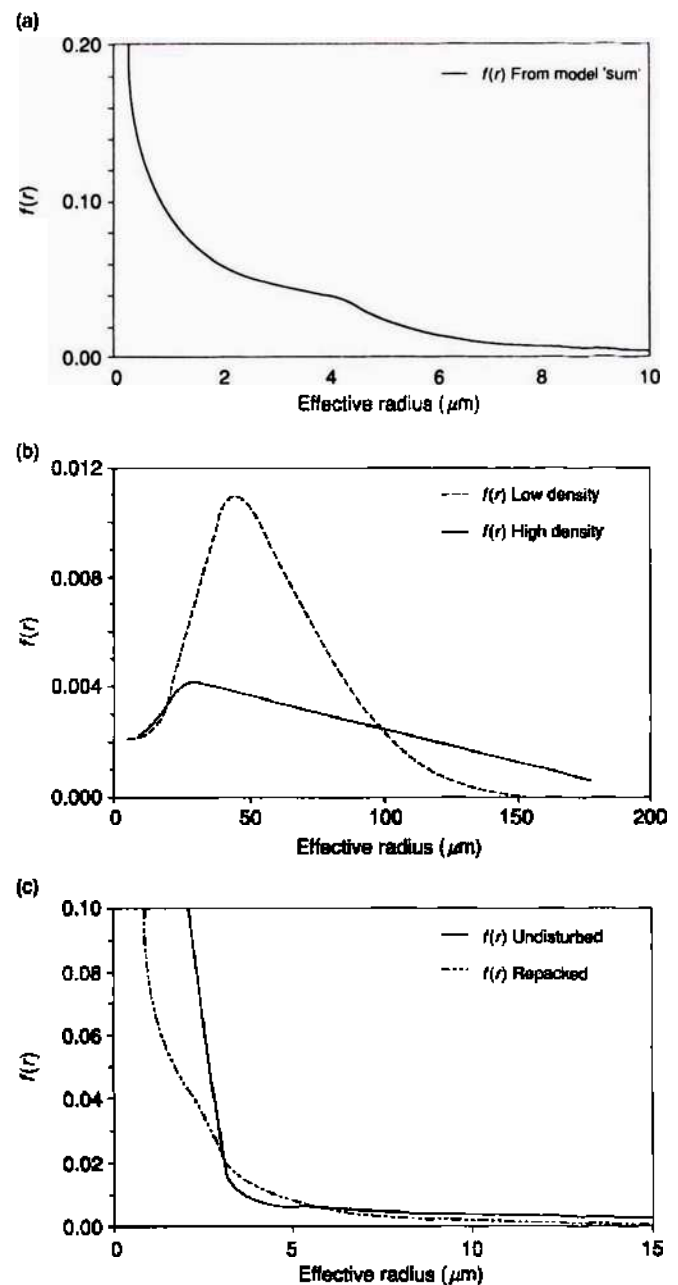 (a)
0.20
f(r) From model 'sum'
f(r)
0.10
0.00
0 2 4 6 8 10
Effective radius (μm)
(b)
0.012
f(r) Low density
f(r) High density
0.008
f(r)
0.004
0.000
0 50 100 150 200
Effective radius (μm)
(c)
0.10
f(r) Undisturbed
f(r) Repacked
0.08
0.06
f(r)
0.04
0.02
0.00
0 5 10 15
Effective radius (μm)